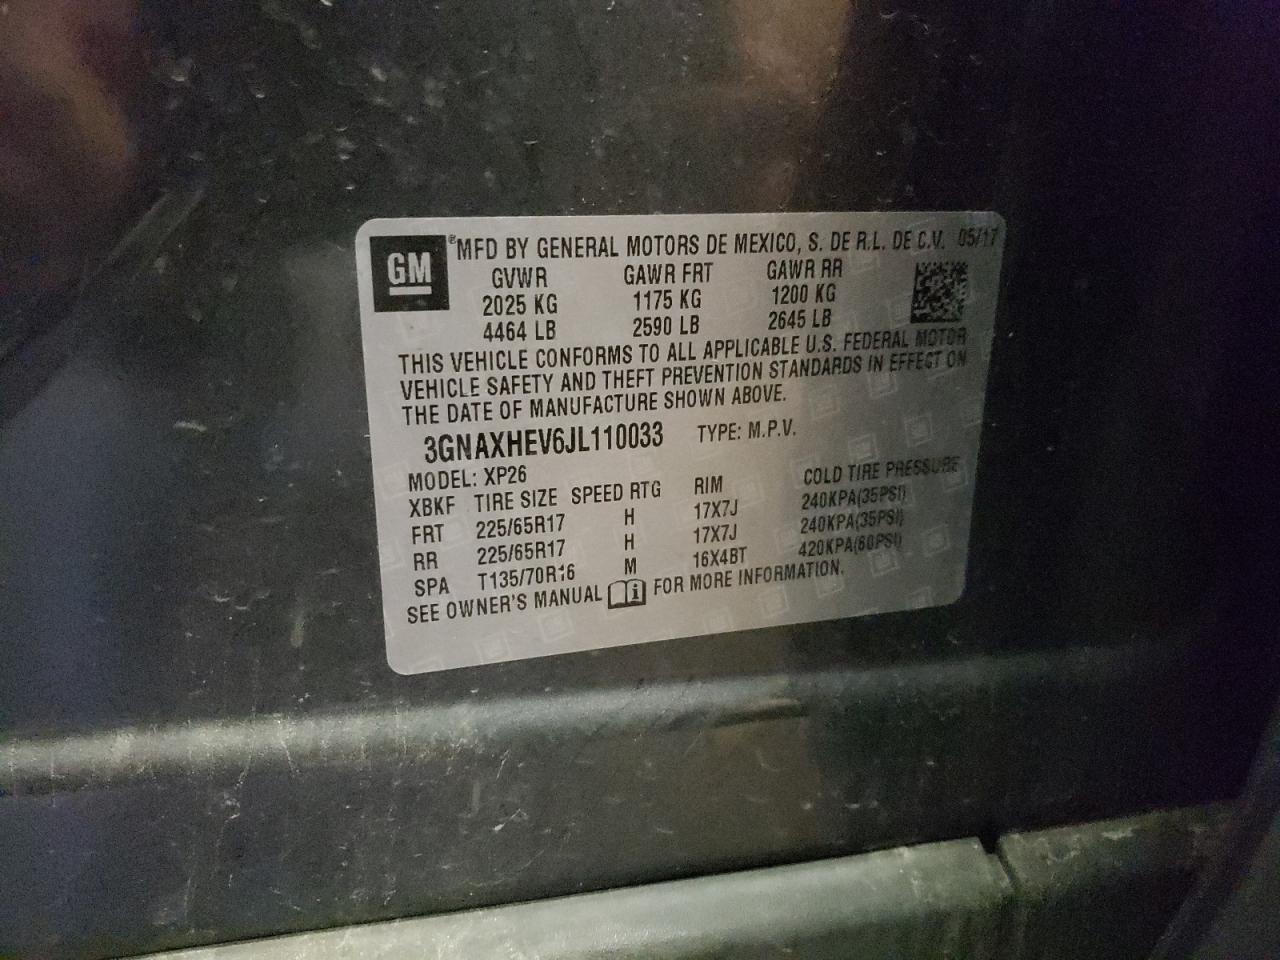 GM ® MFD BY GENERAL MOTORS DE MEXICO, S. DE R.L. DE C.V. 05/17
GVWR GAWR FRT GAWR RR
2025 KG 1175 KG 1200 KG
4464 LB 2590 LB 2645 LB
THIS VEHICLE CONFORMS TO ALL APPLICABLE U.S. FEDERAL MOTOR
VEHICLE SAFETY AND THEFT PREVENTION STANDARDS IN EFFECT ON
THE DATE OF MANUFACTURE SHOWN ABOVE.
3GNAXHEV6JL110033 TYPE: M.P.V.
MODEL: XP26
XBKF TIRE SIZE SPEED RTG RIM COLD TIRE PRESSURE
FRT 225/65R17 H 17X7J 240KPA(35PSI)
RR 225/65R17 H 17X7J 240KPA(35PSI)
SPA T135/70R16 M 16X4BT 420KPA(60PSI)
SEE OWNER'S MANUAL i FOR MORE INFORMATION.